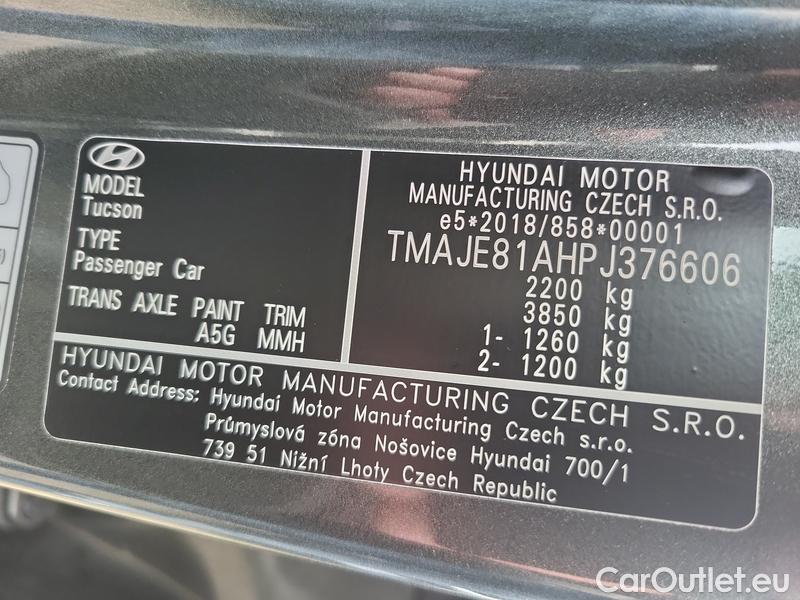 MODEL
Tucson
TYPE
Passenger Car
TRANS AXLE PAINT TRIM
A5G MMH
HYUNDAI MOTOR
MANUFACTURING CZECH S.R.O.
e5*2018/858*00001
TMAJE81AHPJ376606
2200 kg
3850 kg
1- 1260 kg
2- 1200 kg
HYUNDAI MOTOR MANUFACTURING CZECH S.R.O.
Contact Address: Hyundai Motor Manufacturing Czech s.r.o.
Průmyslová zóna Nošovice Hyundai 700/1
739 51 Nižní Lhoty Czech Republic
CarOutlet.eu